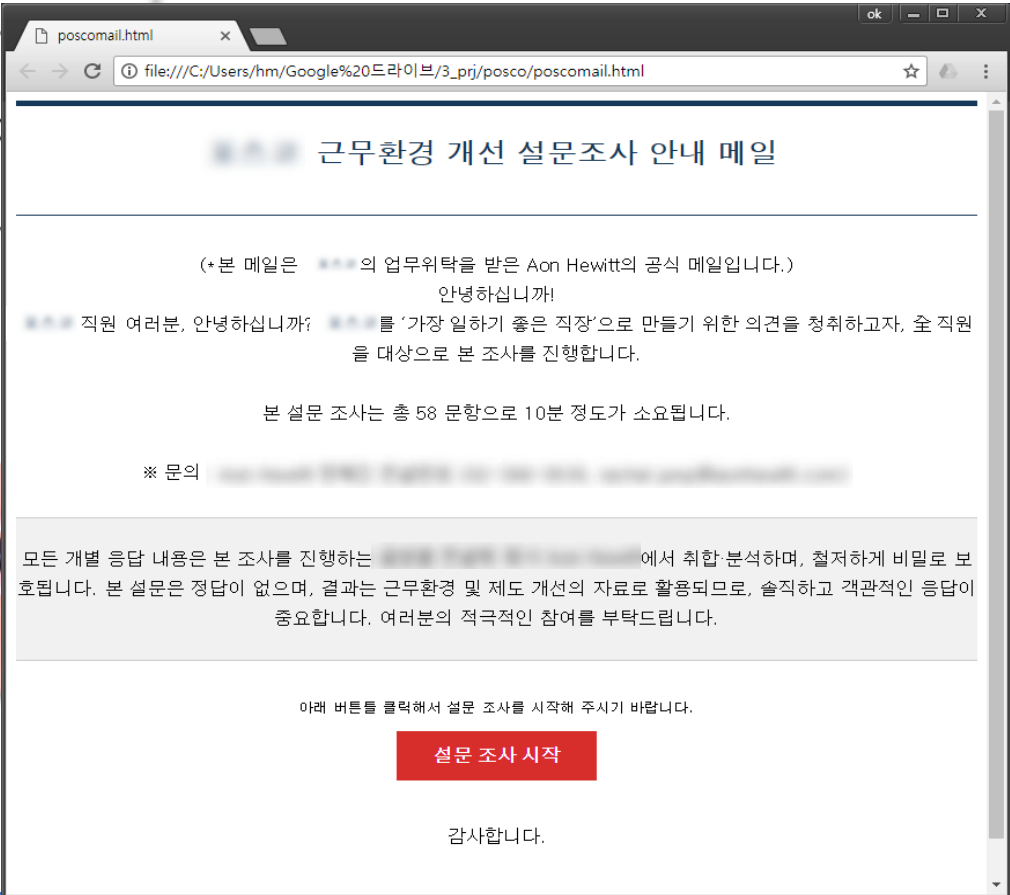 ok
poscomail.html
file:///C:/Users/hm/Google%20드라이브/3_prj/posco/poscomail.html
근무환경 개선 설문조사 안내 메일
(*본 메일은 의 업무위탁을 받은 Aon Hewitt의 공식 메일입니다.)
안녕하십니까!
직원 여러분, 안녕하십니까? 를 ‘가장 일하기 좋은 직장’으로 만들기 위한 의견을 청취하고자, 全 직원
을 대상으로 본 조사를 진행합니다.
본 설문 조사는 총 58 문항으로 10분 정도가 소요됩니다.
※ 문의
모든 개별 응답 내용은 본 조사를 진행하는 에서 취합·분석하며, 철저하게 비밀로 보
호됩니다. 본 설문은 정답이 없으며, 결과는 근무환경 및 제도 개선의 자료로 활용되므로, 솔직하고 객관적인 응답이
중요합니다. 여러분의 적극적인 참여를 부탁드립니다.
아래 버튼틀 클릭해서 설문 조사를 시작해 주시기 바랍니다.
설문 조사 시작
감사합니다.